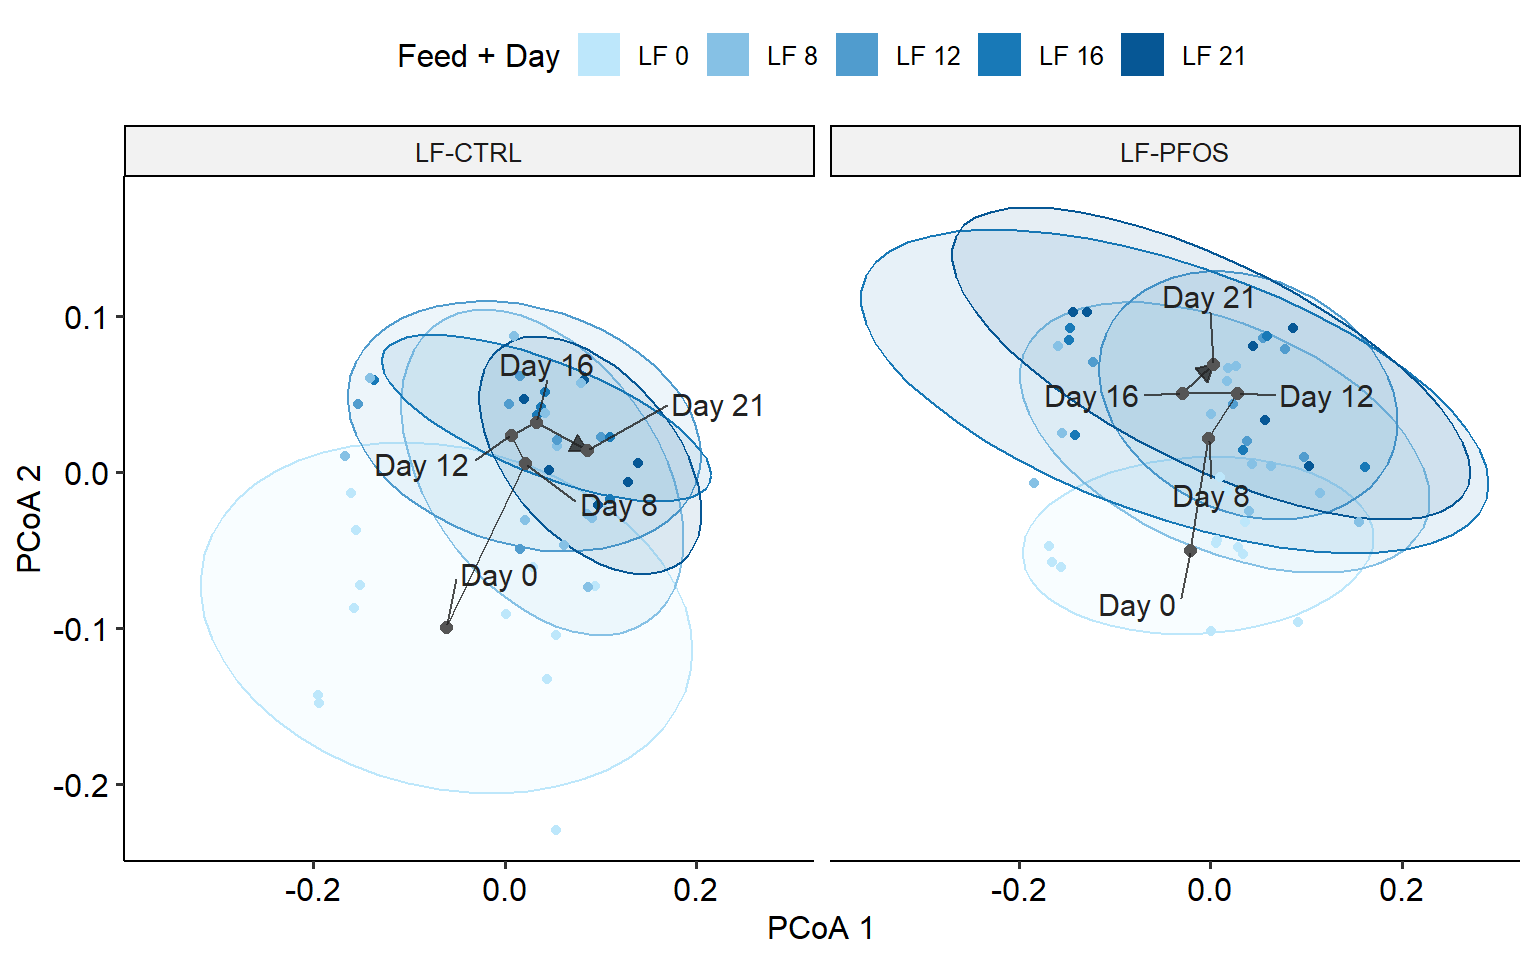 Feed + Day LF 0 LF 8 LF 12 LF 16 LF 21
LF-CTRL LF-PFOS
PCoA 2
0.1
0.0
-0.1
-0.2
Day 16
Day 21
Day 12
Day 8
Day 0
Day 21
Day 16
Day 12
Day 8
Day 0
-0.2 0.0 0.2 -0.2 0.0 0.2
PCoA 1